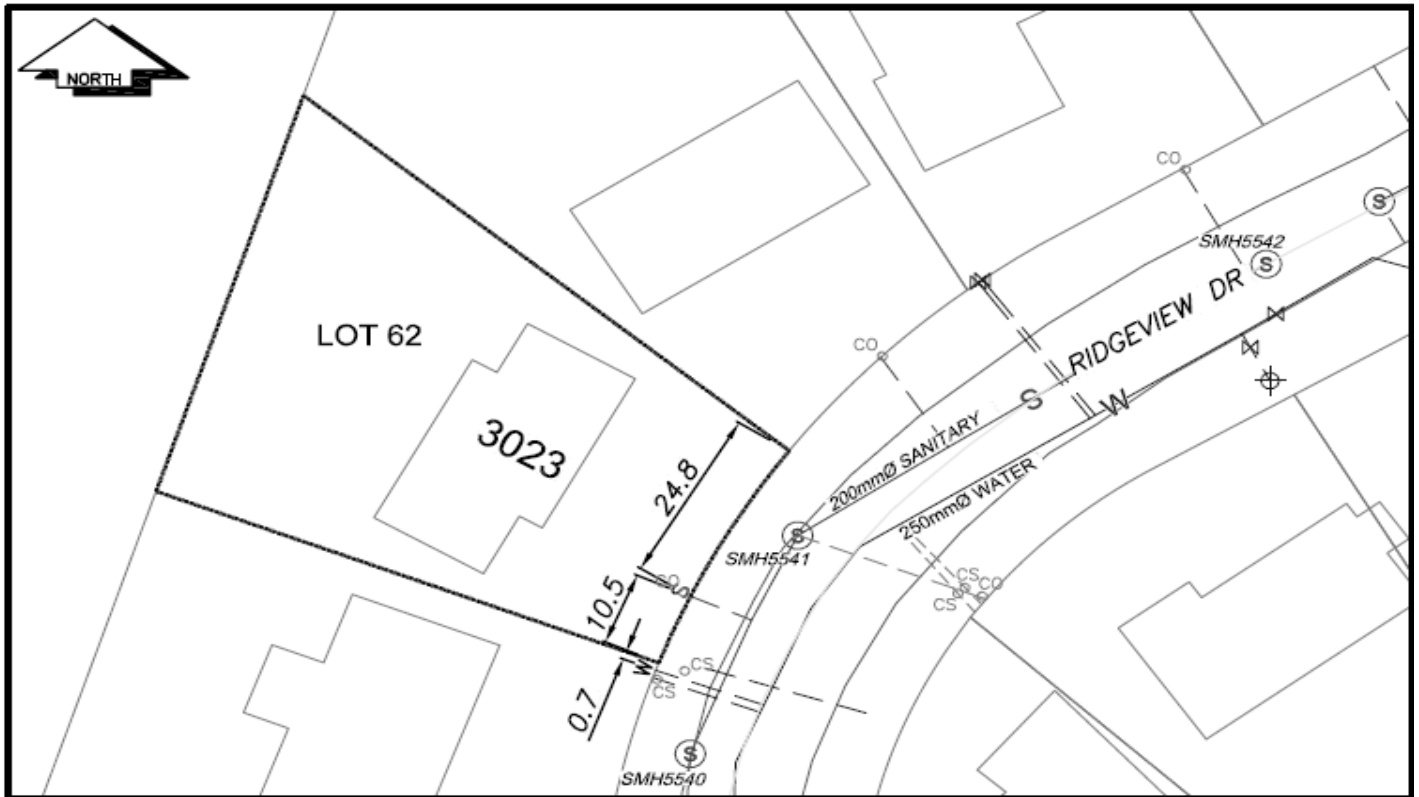 NORTH
CO
SMH5542
S
S
RIDGEVIEW DR
LOT 62
CO
S
W
3023
24.8
200mmØ SANITARY
250mmØ WATER
S
SMH5541
CO
S
10.5
CS
CO
CS
W
CS
CS
0.7
S
SMH5540